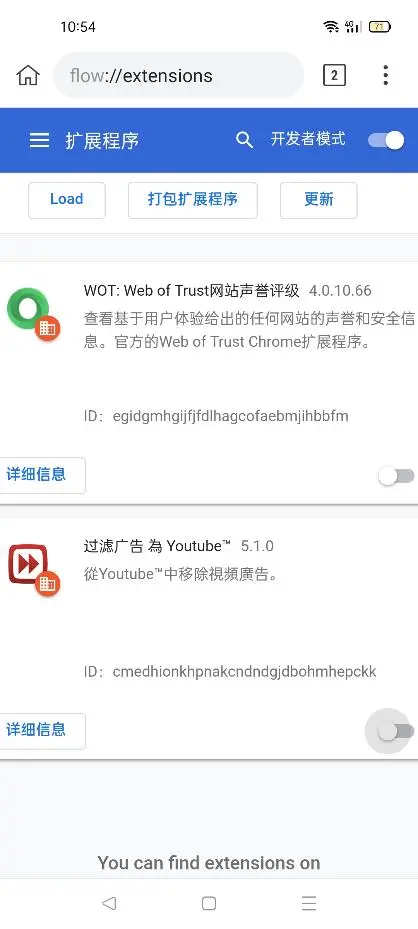 10:54
4G
71
flow://extensions
2
扩展程序
开发者模式
Load
打包扩展程序
更新
WOT: Web of Trust网站声誉评级 4.0.10.66
查看基于用户体验给出的任何网站的声誉和安全信
息。官方的Web of Trust Chrome扩展程序。
ID: egidgmhgijfjfdlhagcofaebmjihbbfm
详细信息
过滤广告 為 Youtube™ 5.1.0
從Youtube™中移除視頻廣告。
ID: cmedhionkhpnakcndndgjdbohmhepckk
详细信息
You can find extensions on